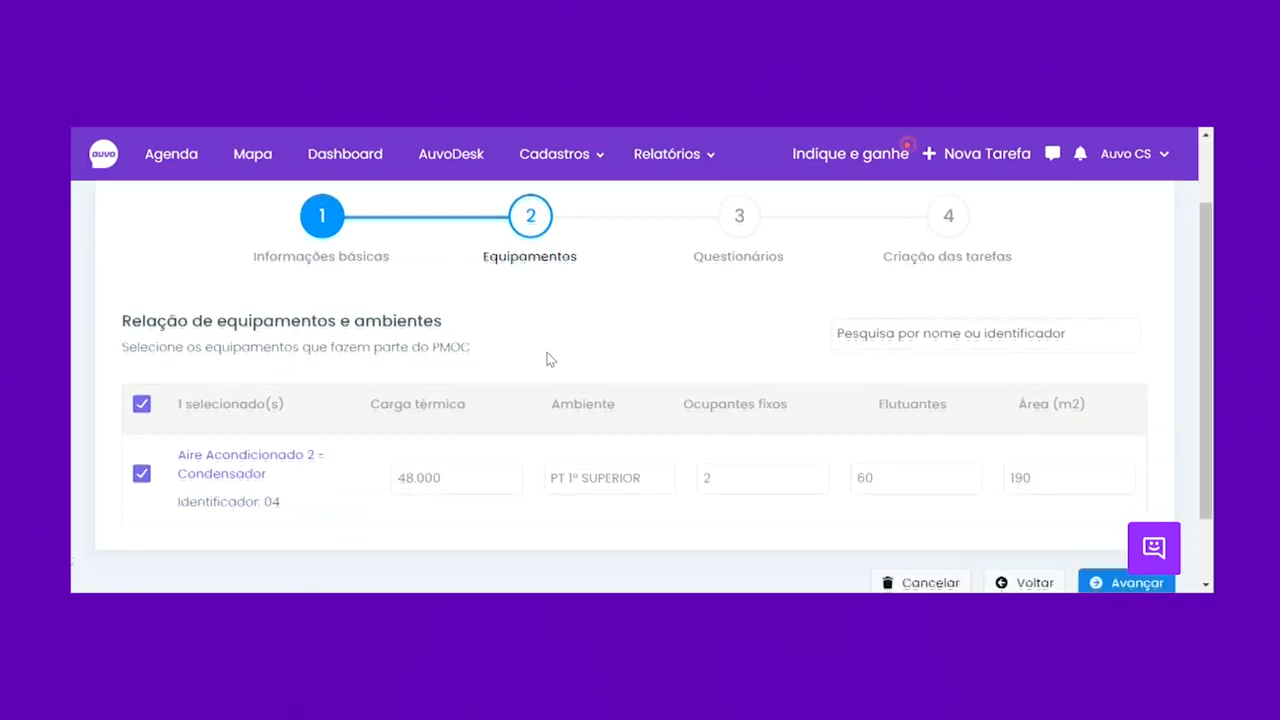 auvo Agenda Mapa Dashboard AuvoDesk Cadastros Relatórios Indique e ganhe Nova Tarefa Auvo CS
1 2 3 4
Informações básicas Equipamentos Questionários Criação das tarefas
Relação de equipamentos e ambientes
Selecione os equipamentos que fazem parte do PMOC
Pesquisa por nome ou identificador
1 selecionado(s) Carga térmica Ambiente Ocupantes fixos Flutuantes Área (m2)
Aire Acondicionado 2 -
Condensador
Identificador: 04
48.000 PT 1º SUPERIOR 2 60 190
Cancelar Voltar Avançar